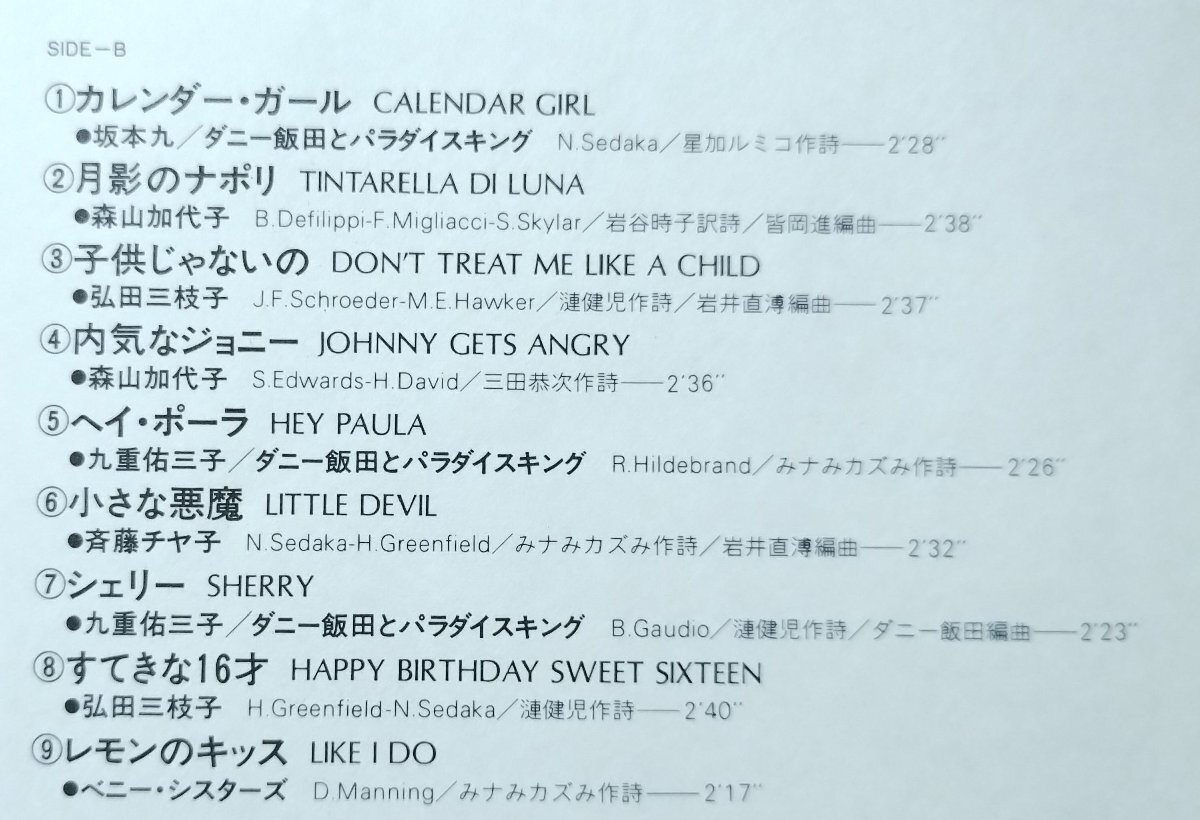 SIDE－B
①カレンダー・ガール CALENDAR GIRL
●坂本九／ダニー飯田とパラダイスキング N.Sedaka／星加ルミコ作詩――2'28"
②月影のナポリ TINTARELLA DI LUNA
●森山加代子 B.Defilippi-F.Migliacci-S.Skylar／岩谷時子訳詩／皆岡進編曲――2'38"
③子供じゃないの DON'T TREAT ME LIKE A CHILD
●弘田三枝子 J.F.Schroeder-M.E.Hawker／漣健児作詩／岩井直溥編曲――2'37"
④内気なジョニー JOHNNY GETS ANGRY
●森山加代子 S.Edwards-H.David／三田恭次作詩――2'36"
⑤ヘイ・ポーラ HEY PAULA
●九重佑三子／ダニー飯田とパラダイスキング R.Hildebrand／みナみカズみ作詩――2'26"
⑥小さな悪魔 LITTLE DEVIL
●斉藤チヤ子 N.Sedaka-H.Greenfield／みナみカズみ作詩／岩井直溥編曲――2'32"
⑦シェリー SHERRY
●九重佑三子／ダニー飯田とパラダイスキング B.Gaudio／漣健児作詩／ダニー飯田編曲――2'23"
⑧すてきな16才 HAPPY BIRTHDAY SWEET SIXTEEN
●弘田三枝子 H.Greenfield-N.Sedaka／漣健児作詩――2'40"
⑨レモンのキッス LIKE I DO
●ベニー・シスターズ D.Manning／みナみカズみ作詩――2'17"